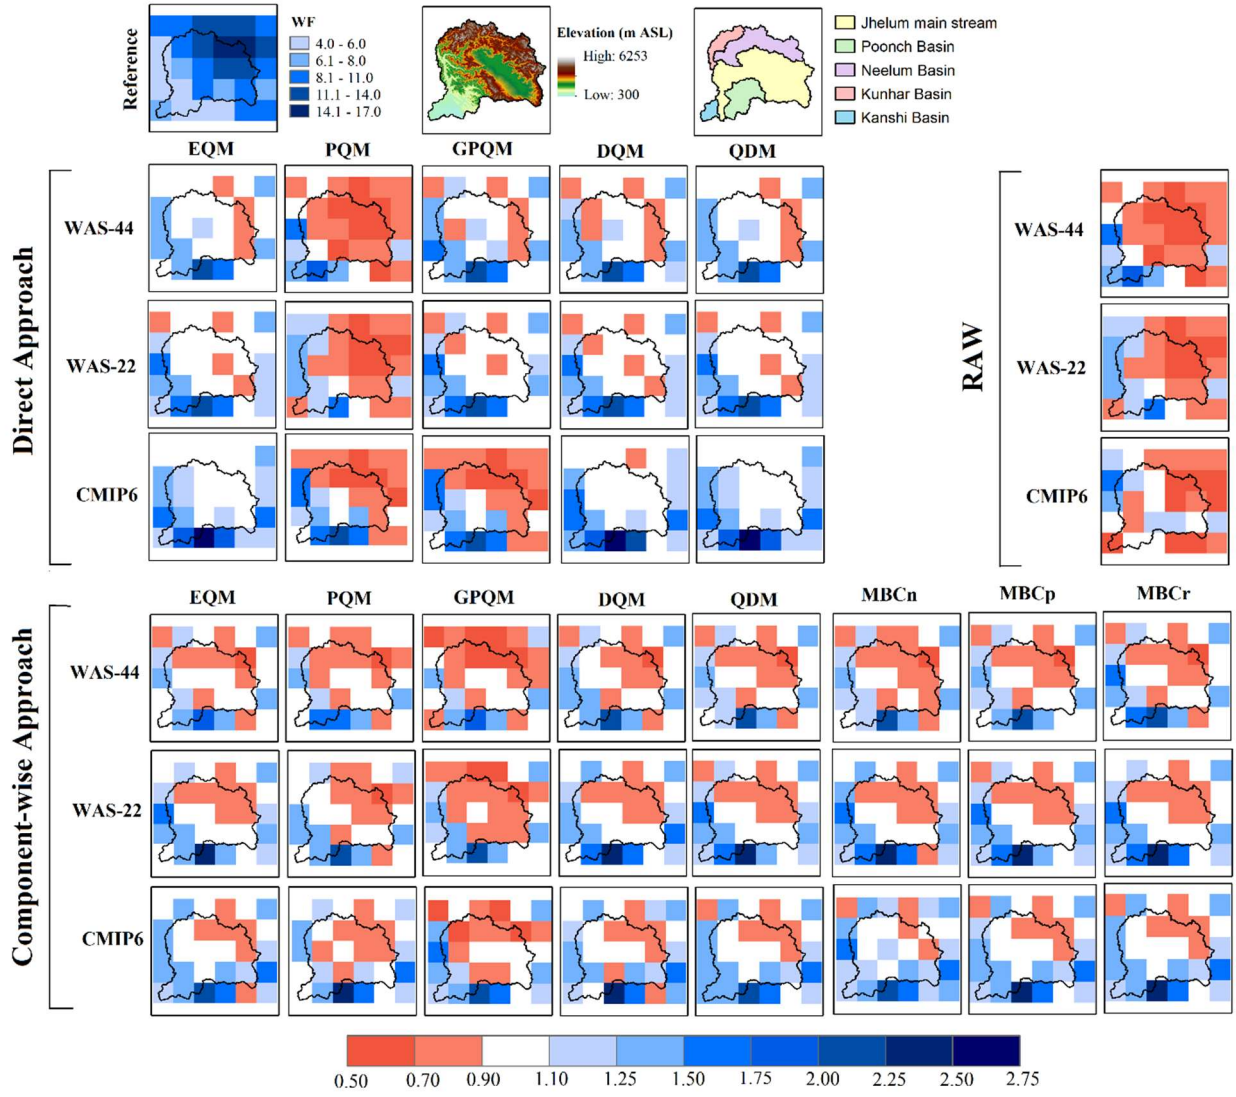 Reference
WF
4.0 - 6.0
6.1 - 8.0
8.1 - 11.0
11.1 - 14.0
14.1 - 17.0
Elevation (m ASL)
High: 6253
Low: 300
Jhelum main stream
Poonch Basin
Neelum Basin
Kunhar Basin
Kanshi Basin
Direct Approach
EQM PQM GPQM DQM QDM
WAS-44
WAS-22
CMIP6
RAW
WAS-44
WAS-22
CMIP6
Component-wise Approach
EQM PQM GPQM DQM QDM MBCn MBCp MBCr
WAS-44
WAS-22
CMIP6
0.50 0.70 0.90 1.10 1.25 1.50 1.75 2.00 2.25 2.50 2.75